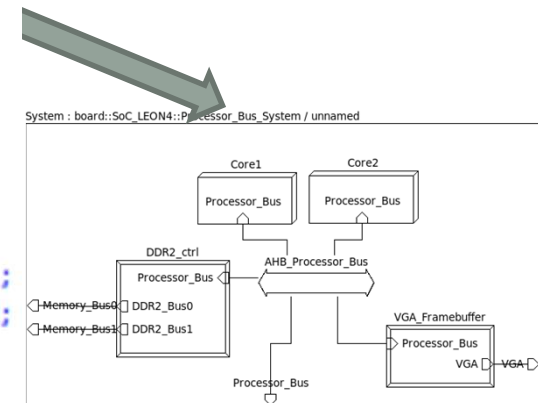 System : board::SoC_LEON4::Processor_Bus_System / unnamed
Core1
Core2
Processor_Bus
Processor_Bus
DDR2_ctrl
AHB_Processor_Bus
Processor_Bus
;
Memory_Bus0
DDR2_Bus0
VGA_Framebuffer
;
Memory_Bus1
DDR2_Bus1
Processor_Bus
VGA
VGA
Processor_Bus